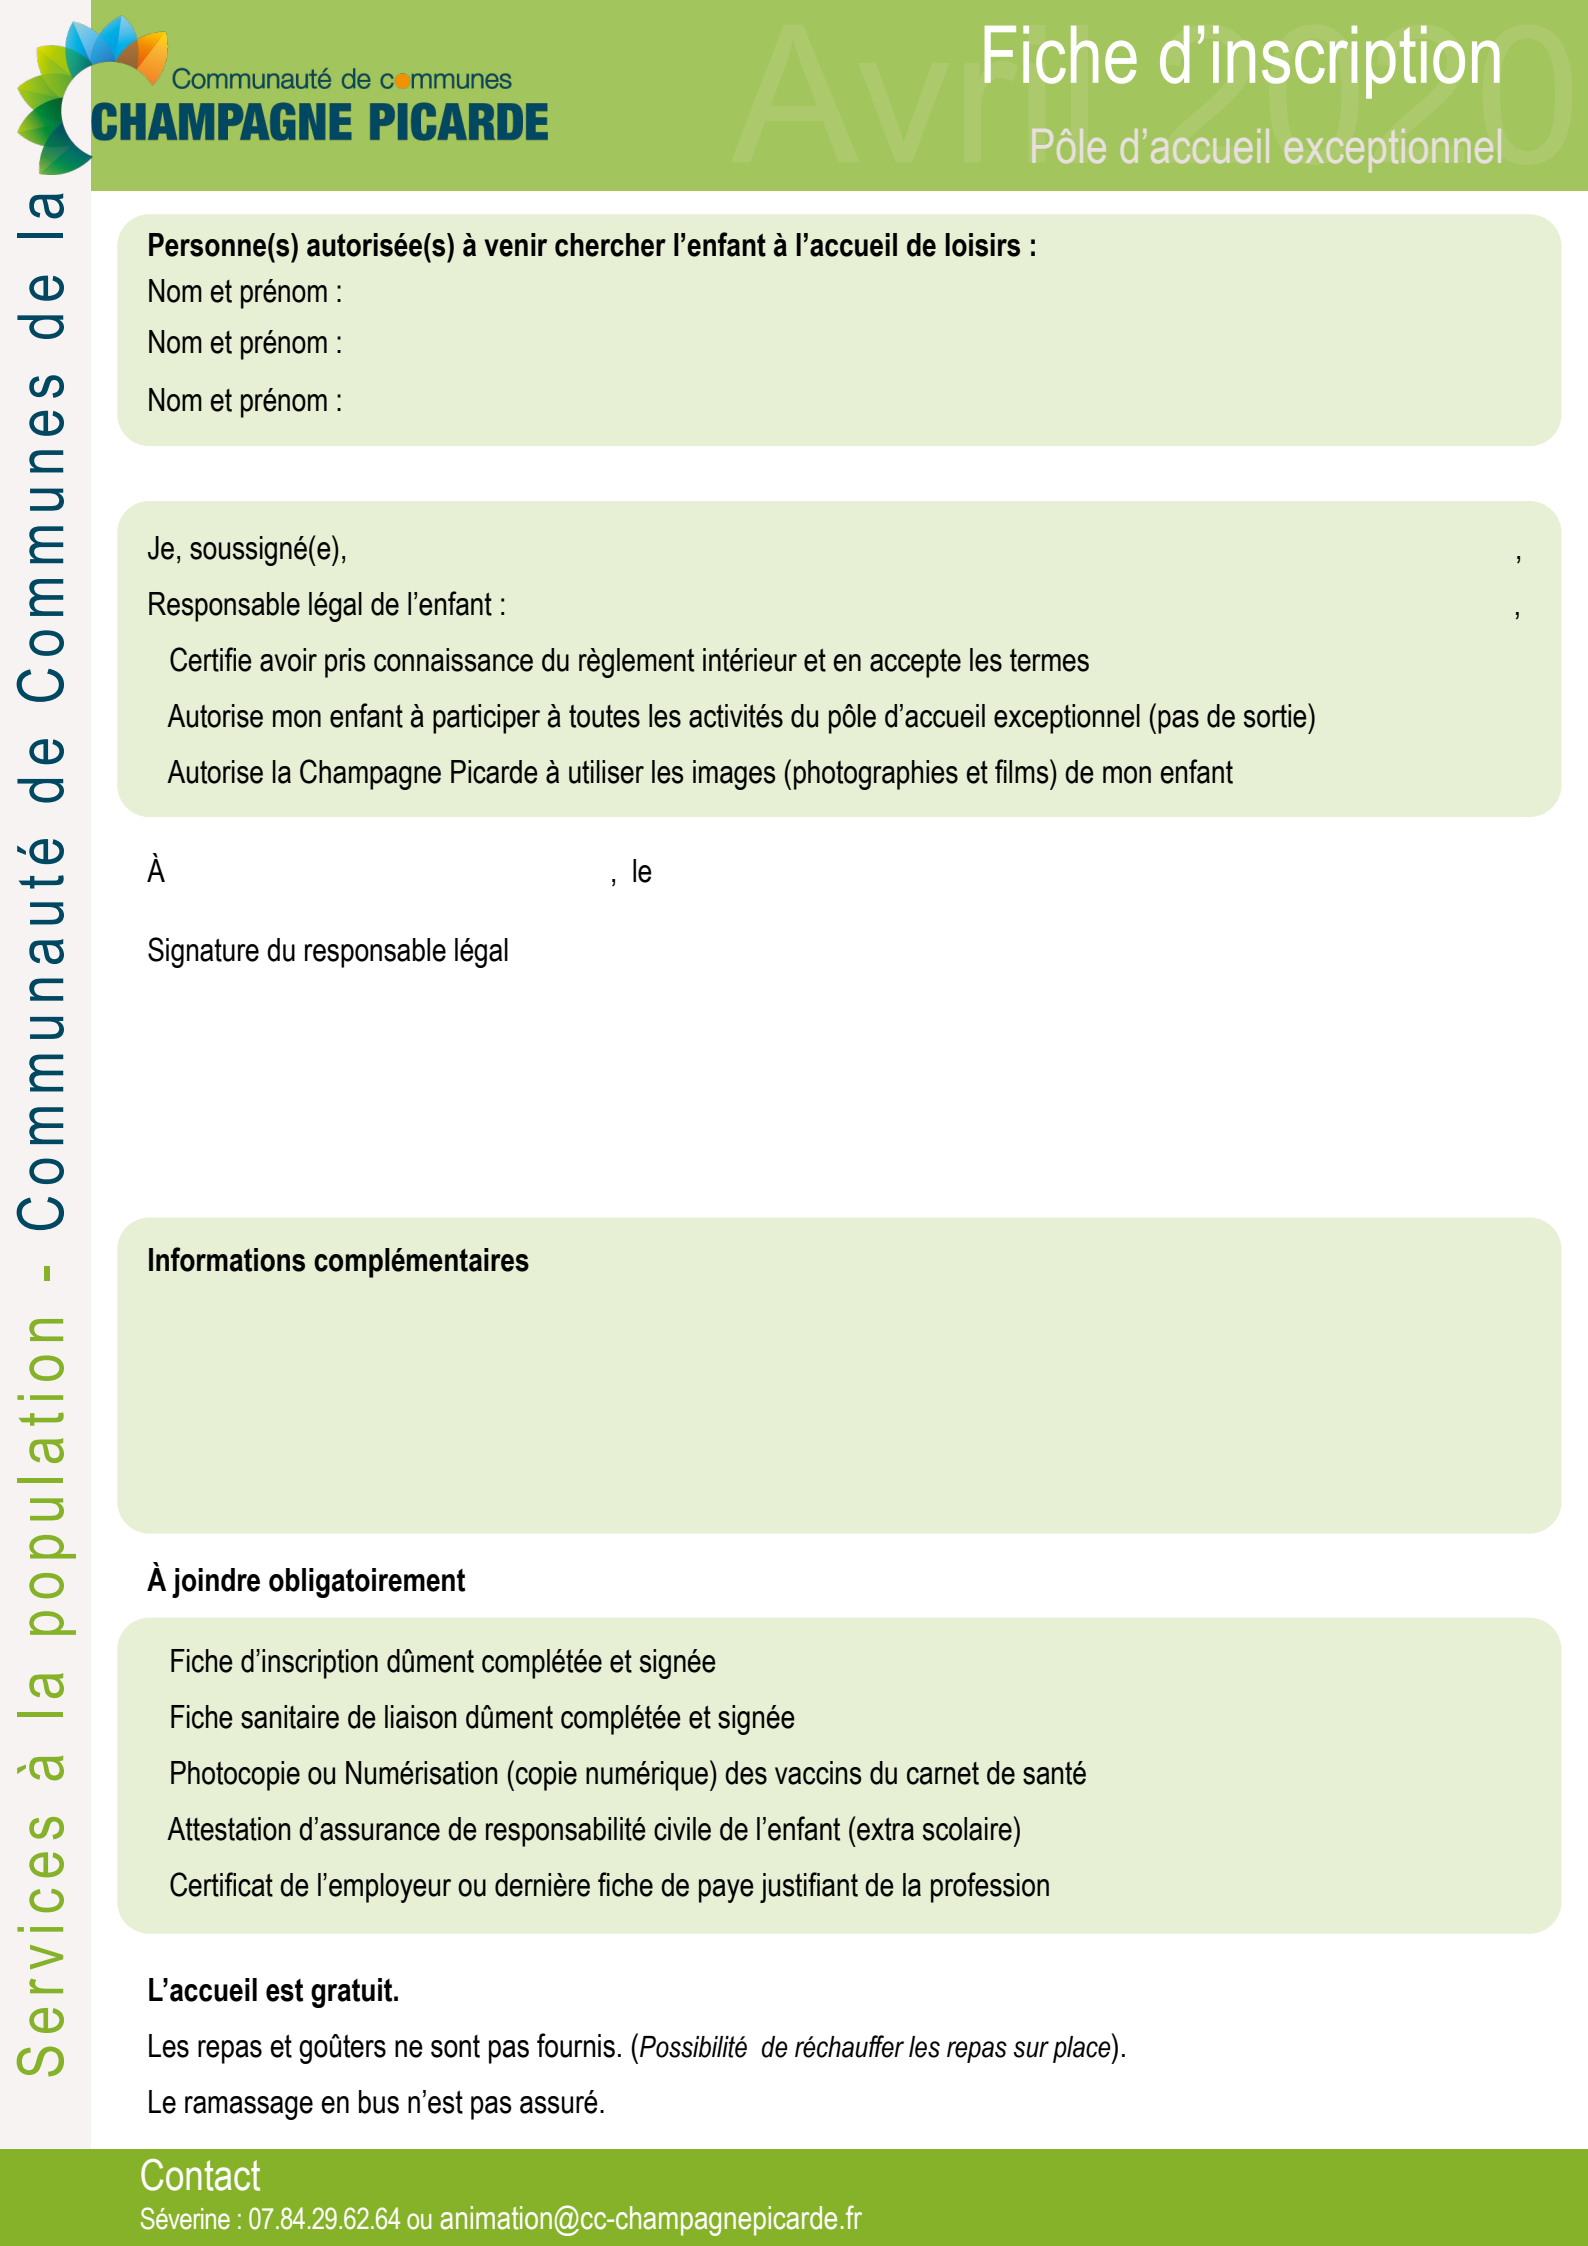 Communauté de communes
CHAMPAGNE PICARDE
Avril 2020
Fiche d’inscription
Pôle d’accueil exceptionnel
Services à la population - Communauté de Communes de la
Personne(s) autorisée(s) à venir chercher l’enfant à l’accueil de loisirs :
Nom et prénom :
Nom et prénom :
Nom et prénom :
Je, soussigné(e), ,
Responsable légal de l’enfant : ,
Certifie avoir pris connaissance du règlement intérieur et en accepte les termes
Autorise mon enfant à participer à toutes les activités du pôle d’accueil exceptionnel (pas de sortie)
Autorise la Champagne Picarde à utiliser les images (photographies et films) de mon enfant
À , le
Signature du responsable légal
Informations complémentaires
À joindre obligatoirement
Fiche d’inscription dûment complétée et signée
Fiche sanitaire de liaison dûment complétée et signée
Photocopie ou Numérisation (copie numérique) des vaccins du carnet de santé
Attestation d’assurance de responsabilité civile de l’enfant (extra scolaire)
Certificat de l’employeur ou dernière fiche de paye justifiant de la profession
L’accueil est gratuit.
Les repas et goûters ne sont pas fournis. (Possibilité de réchauffer les repas sur place).
Le ramassage en bus n’est pas assuré.
Contact
Séverine : 07.84.29.62.64 ou animation@cc-champagnepicarde.fr